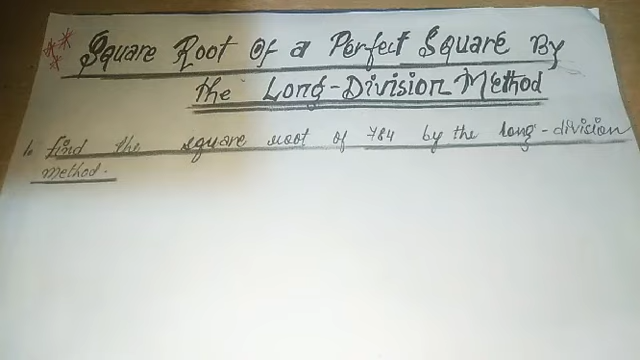 Square Root Of a Perfect Square By
the Long-Division Method
1. find the square root of 784 by the long-division
method.